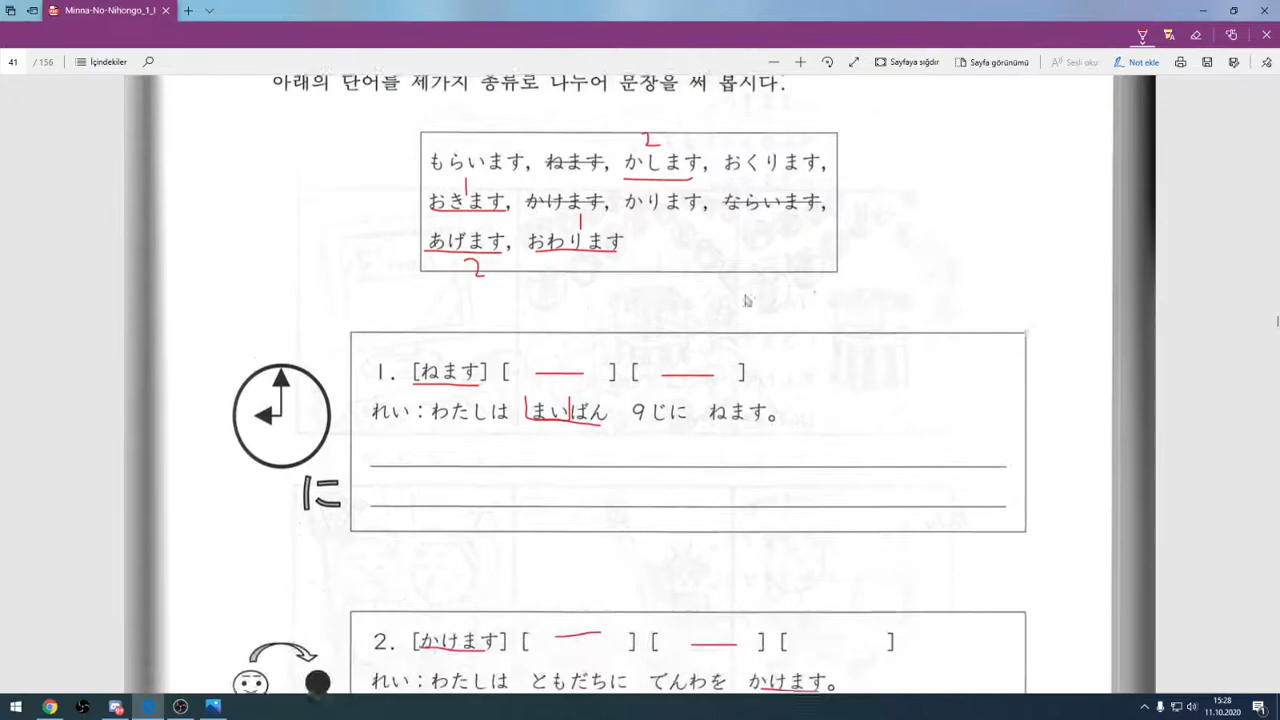 Minna-No-Nihongo_1_I
41 / 156 İçindekiler Sayfaya sığdır Sayfa görünümü Sesli oku Not ekle
아래의 단어를 세가지 종류로 나누어 문장을 써 봅시다.
2
もらいます, ねます, かします, おくります,
1
おきます, かけます, かります, ならいます,
1
あげます, おわります
2
1. [ねます] [ ] [ ]
れい:わたしは まいばん 9じに ねます。
に
2. [かけます] [ ] [ ] [ ]
れい:わたしは ともだちに でんわを かけます。
15:28
11.10.2020